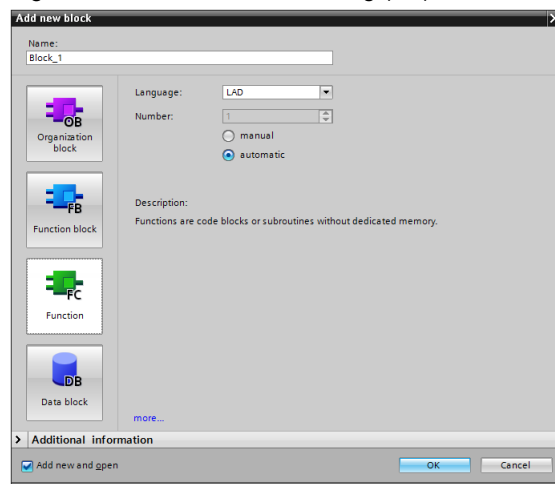 Add new block
Name:
Block_1
Language:
LAD
Number:
1
manual
automatic
Description:
Functions are code blocks or subroutines without dedicated memory.
OB
Organization
block
FB
Function block
FC
Function
DB
Data block
more...
Additional information
Add new and open
OK
Cancel